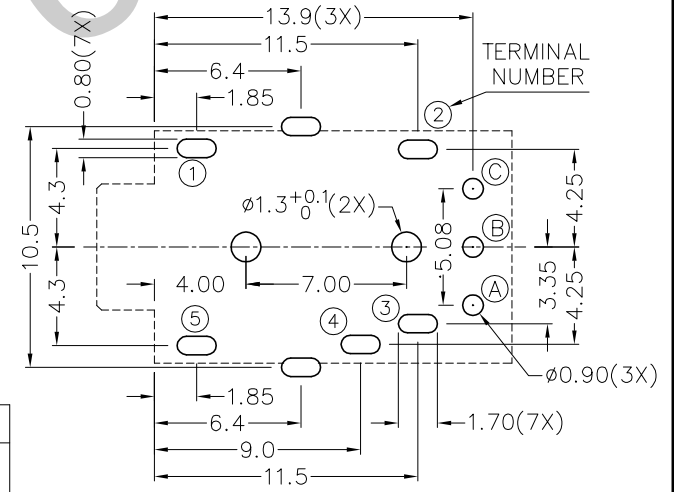 13.9(3X)
11.5
6.4
1.85
0.80(7X)
TERMINAL
NUMBER
2
1
C
B
A
4.3
10.5
4.3
ø1.3 +0.1 0 (2X)
5.08
4.25
3.35
4.25
4.00
7.00
3
4
5
ø0.90(3X)
1.70(7X)
1.85
6.4
9.0
11.5